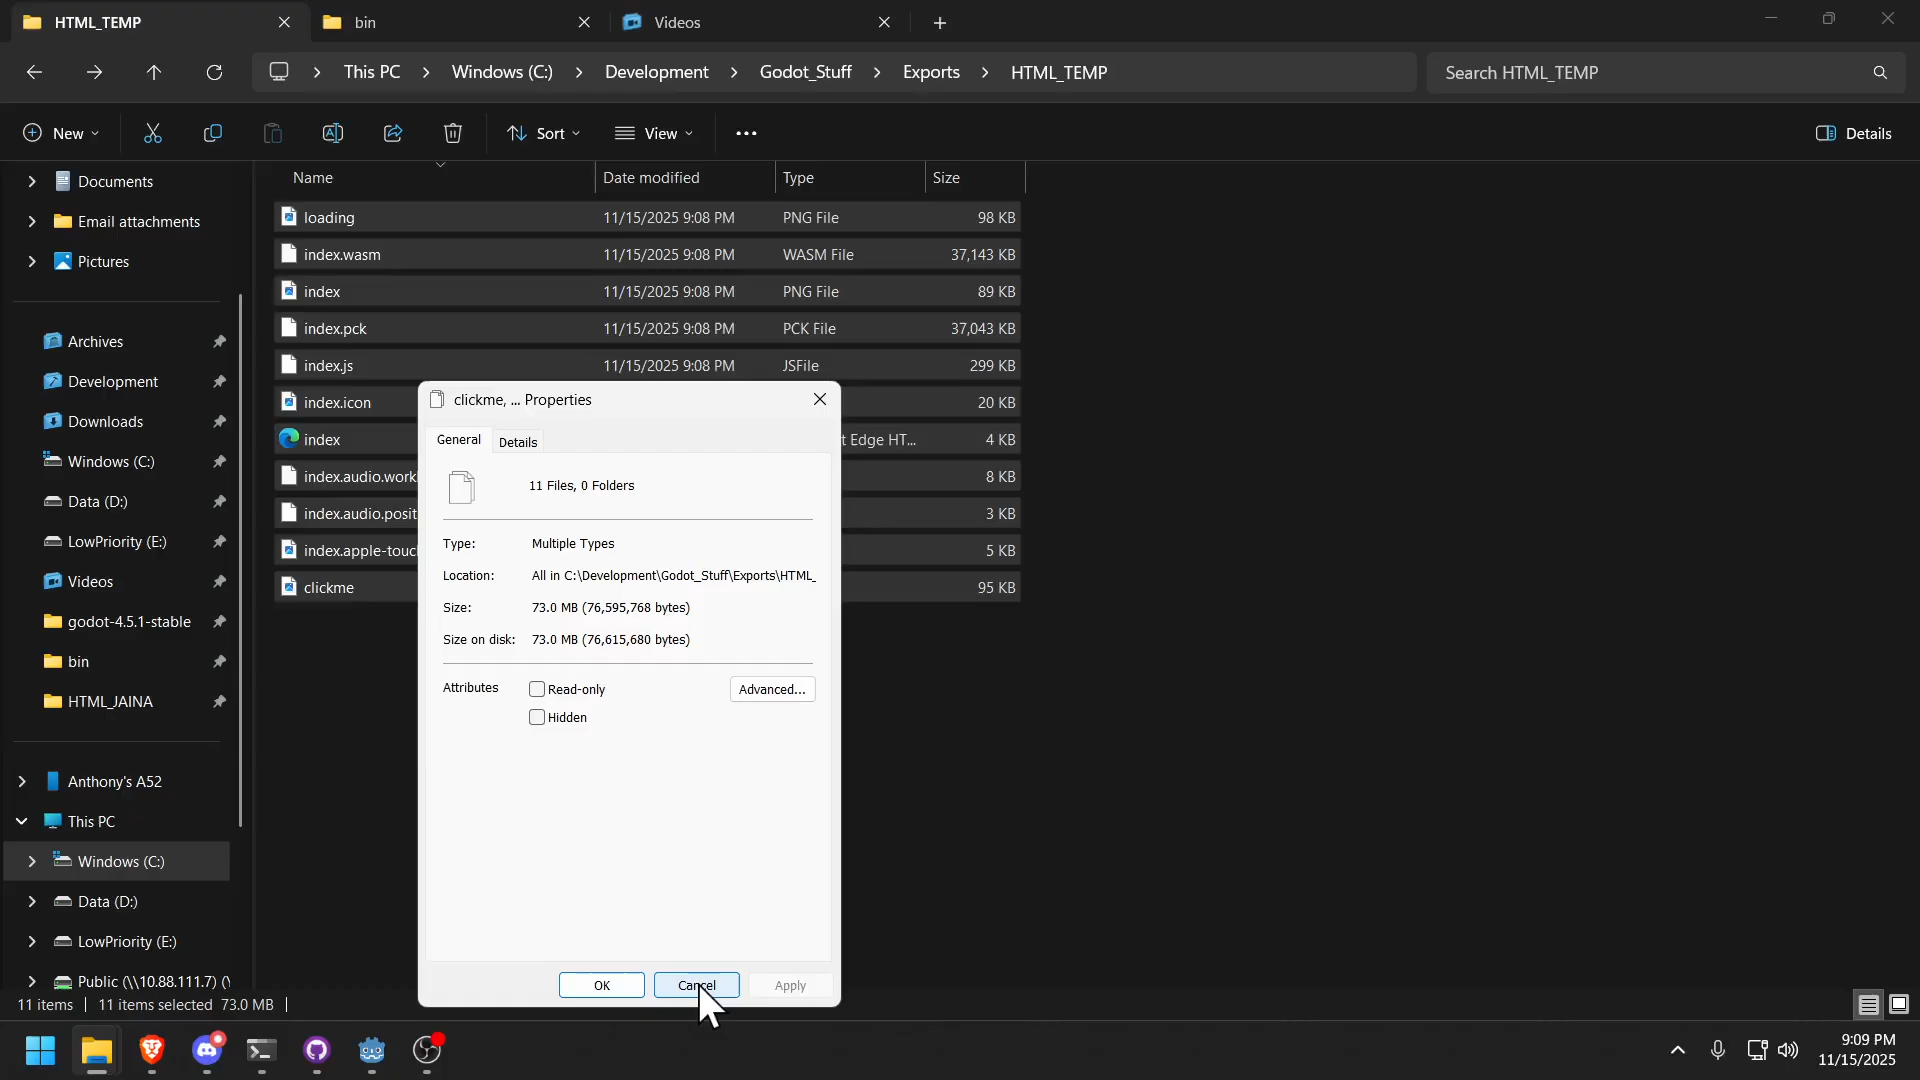 HTML_TEMP
bin
Videos
This PC
Windows (C:)
Development
Godot_Stuff
Exports
HTML_TEMP
Search HTML_TEMP
New
Sort
View
Details
Documents
Email attachments
Pictures
Archives
Development
Downloads
Windows (C:)
Data (D:)
LowPriority (E:)
Videos
godot-4.5.1-stable
bin
HTML_JAINA
Anthony's A52
This PC
Windows (C:)
Data (D:)
LowPriority (E:)
Public (\\10.88.111.7) (\
Name Date modified Type Size
loading 11/15/2025 9:08 PM PNG File 98 KB
index.wasm 11/15/2025 9:08 PM WASM File 37,143 KB
index 11/15/2025 9:08 PM PNG File 89 KB
index.pck 11/15/2025 9:08 PM PCK File 37,043 KB
index.js 11/15/2025 9:08 PM JSFile 299 KB
index.icon 20 KB
index t Edge HT... 4 KB
index.audio.work 8 KB
index.audio.posit 3 KB
index.apple-touc 5 KB
clickme 95 KB
clickme, ... Properties
General Details
11 Files, 0 Folders
Type: Multiple Types
Location: All in C:\Development\Godot_Stuff\Exports\HTML_
Size: 73.0 MB (76,595,768 bytes)
Size on disk: 73.0 MB (76,615,680 bytes)
Attributes Read-only Advanced...
Hidden
OK Cancel Apply
11 items 11 items selected 73.0 MB
9:09 PM
11/15/2025